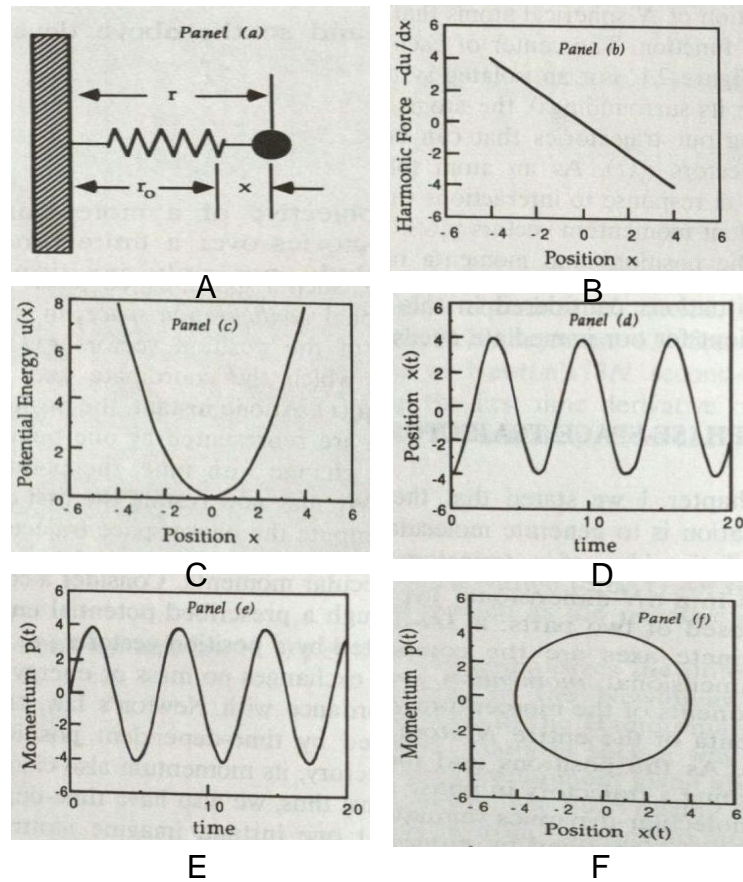 Panel (a)
r
r₀
x
A
Panel (b)
Harmonic Force -du/dx
6
4
2
0
-2
-4
-6
-4 -2 0 2 4 6
Position x
B
Panel (c)
Potential Energy u(x)
8
6
4
2
0
-6 -4 -2 0 2 4 6
Position x
C
Panel (d)
Position x(t)
6
4
2
0
-2
-4
-6
0 10 20
time
D
Panel (e)
Momentum p(t)
6
4
2
0
-2
-4
-6
0 10 20
time
E
Panel (f)
Momentum p(t)
6
4
2
0
-2
-4
-6
-6 -4 -2 0 2 4 6
Position x(t)
F